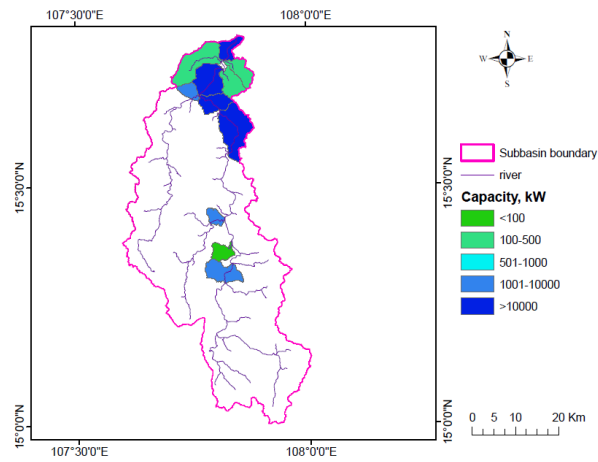 107°30'0"E 108°0'0"E
N
W E
S
15°30'0"N
15°30'0"N
Subbasin boundary
river
Capacity, kW
<100
100-500
501-1000
1001-10000
>10000
15°0'0"N
15°0'0"N
0 5 10 20 Km
107°30'0"E 108°0'0"E